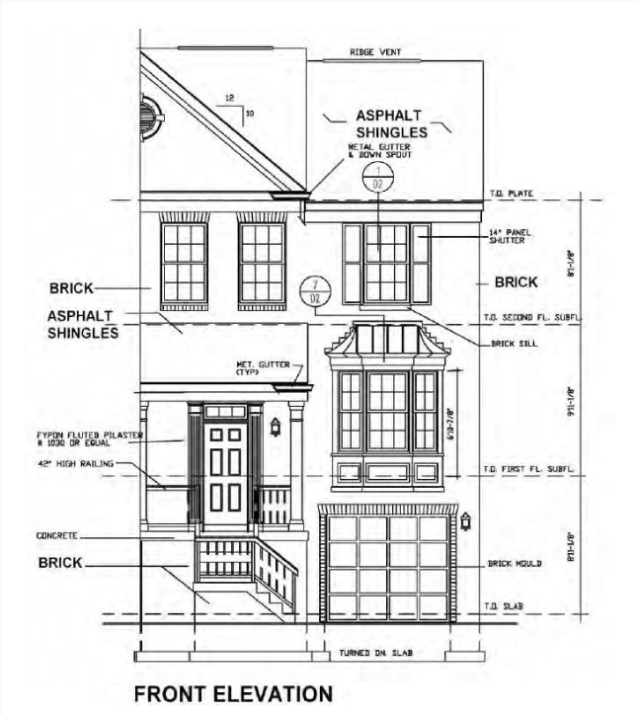 RIDGE VENT
12
10
ASPHALT
SHINGLES
METAL GUTTER
& DOWN SPOUT
1
D2
T.O. PLATE
14" PANEL
SHUTTER
8'1-1/8"
BRICK
BRICK
7
D2
ASPHALT
SHINGLES
T.O. SECOND FL. SUBFL.
BRICK SILL
MET. GUTTER
(TYP)
9'1-1/8"
6'10-7/8"
FYPON FLUTED PILASTER
# 1030 OR EQUAL
42" HIGH RAILING
T.O. FIRST FL. SUBFL.
CONCRETE
BRICK
BRICK MOULD
8'1-1/8"
T.O. SLAB
TURNED DN. SLAB
FRONT ELEVATION